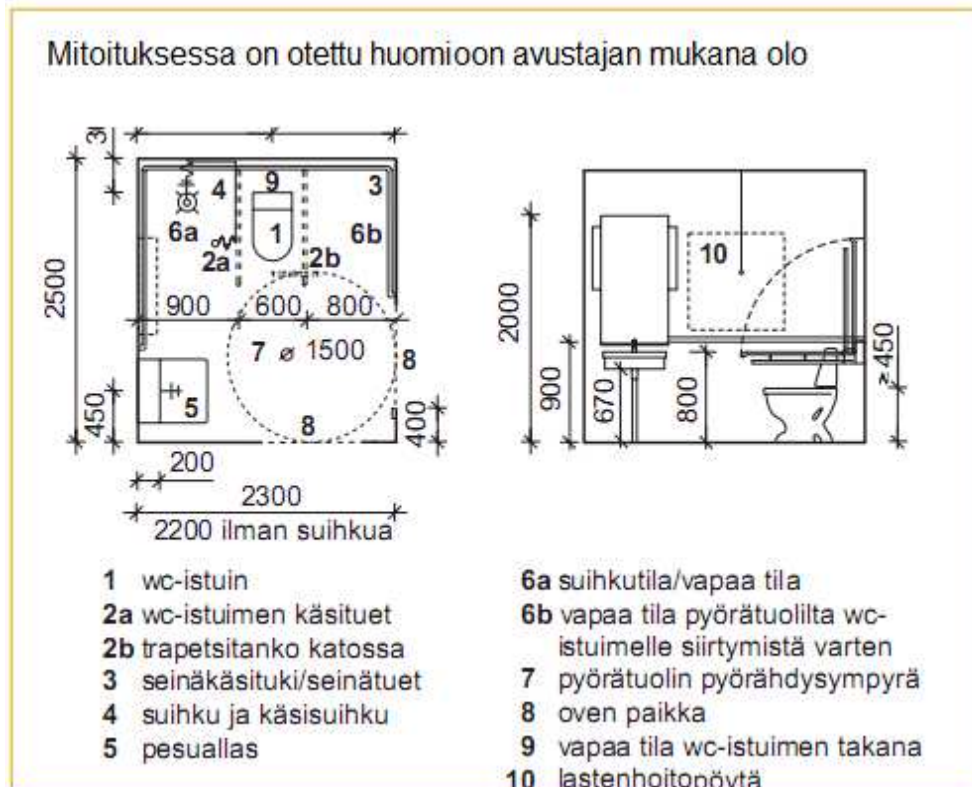 Mitoituksessa on otettu huomioon avustajan mukana olo
4 9 3
6a 1 6b
2a 2b 10
2500 900 600 800 2000
7 ⌀ 1500 8
450 5 8 400 900 670 800 ≥ 450
200
2300
2200 ilman suihkua
1 wc-istuin
2a wc-istuimen käsituet
2b trapetsitanko katossa
3 seinäkäsituki/seinätuet
4 suihku ja käsisuihku
5 pesuallas
6a suihkutila/vapaa tila
6b vapaa tila pyörätuolilta wc-
istuimelle siirtymistä varten
7 pyörätuolin pyörähdysympyrä
8 oven paikka
9 vapaa tila wc-istuimen takana
10 lastenhoitopöytä